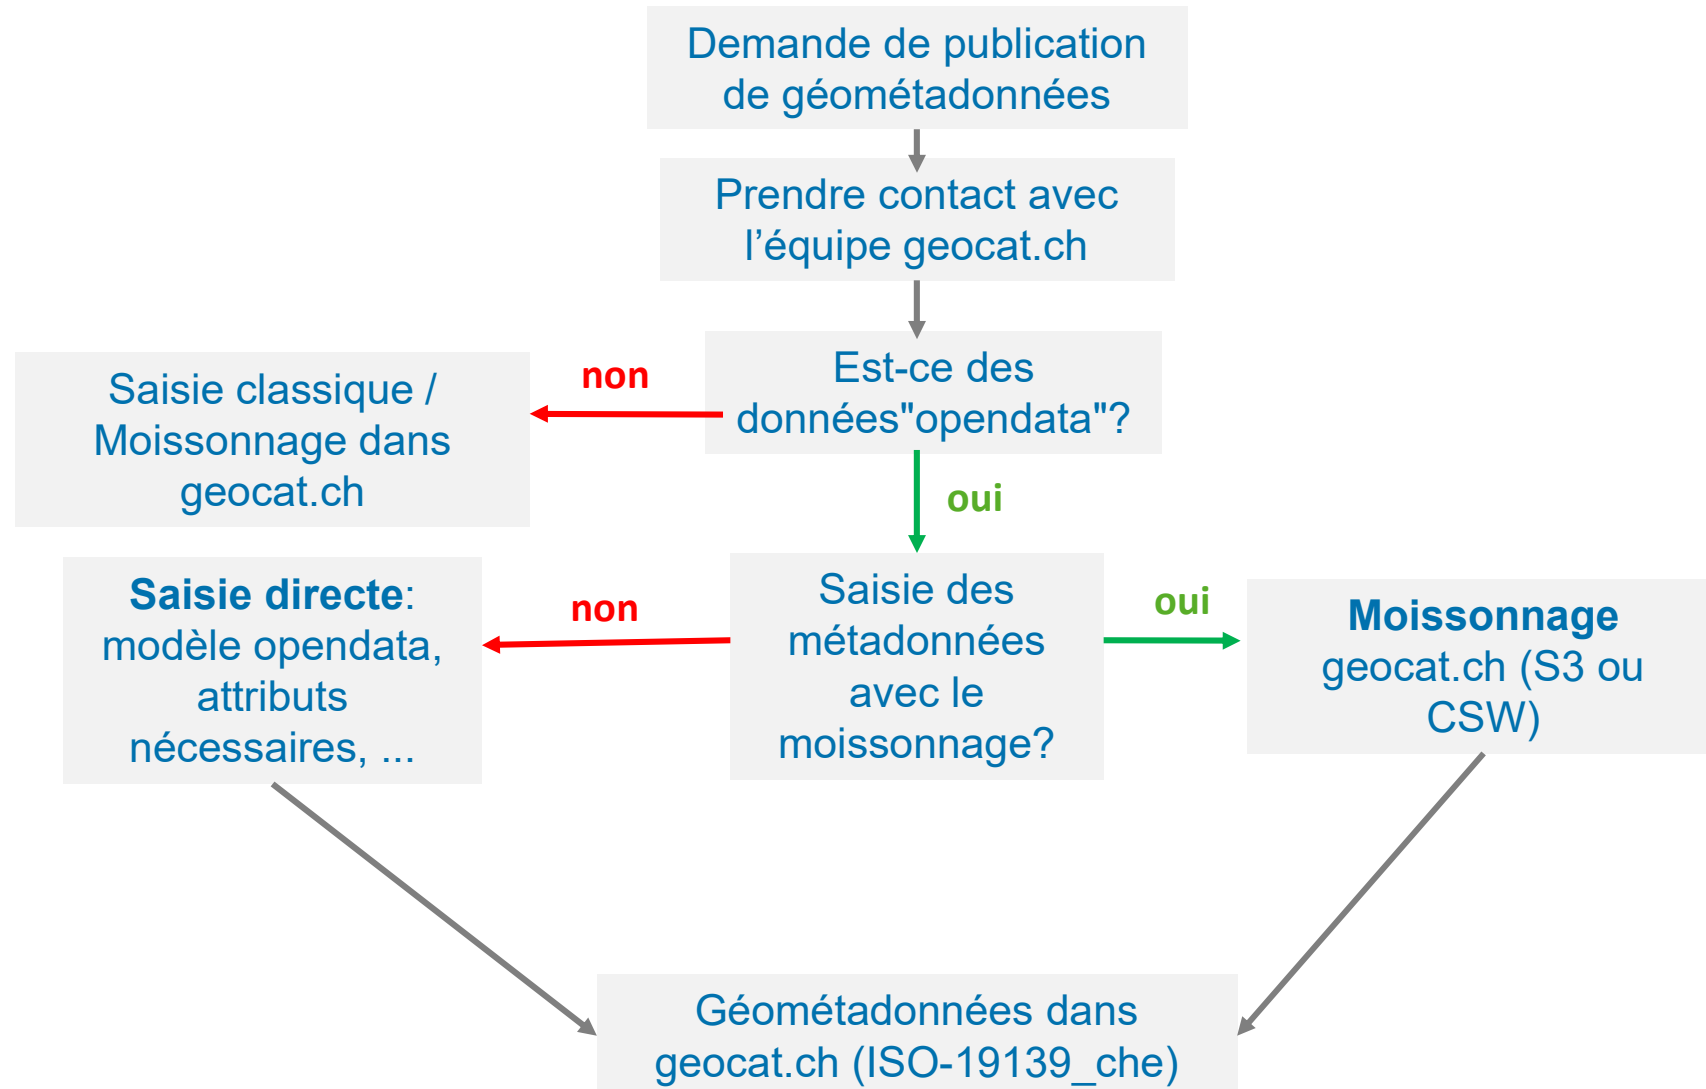 Demande de publication
de géométadonnées
Prendre contact avec
l’équipe geocat.ch
Est-ce des
données"opendata"?
non
Saisie classique /
Moissonnage dans
geocat.ch
oui
Saisie des
métadonnées
avec le
moissonnage?
non
Saisie directe:
modèle opendata,
attributs
nécessaires, ...
oui
Moissonnage
geocat.ch (S3 ou
CSW)
Géométadonnées dans
geocat.ch (ISO-19139_che)